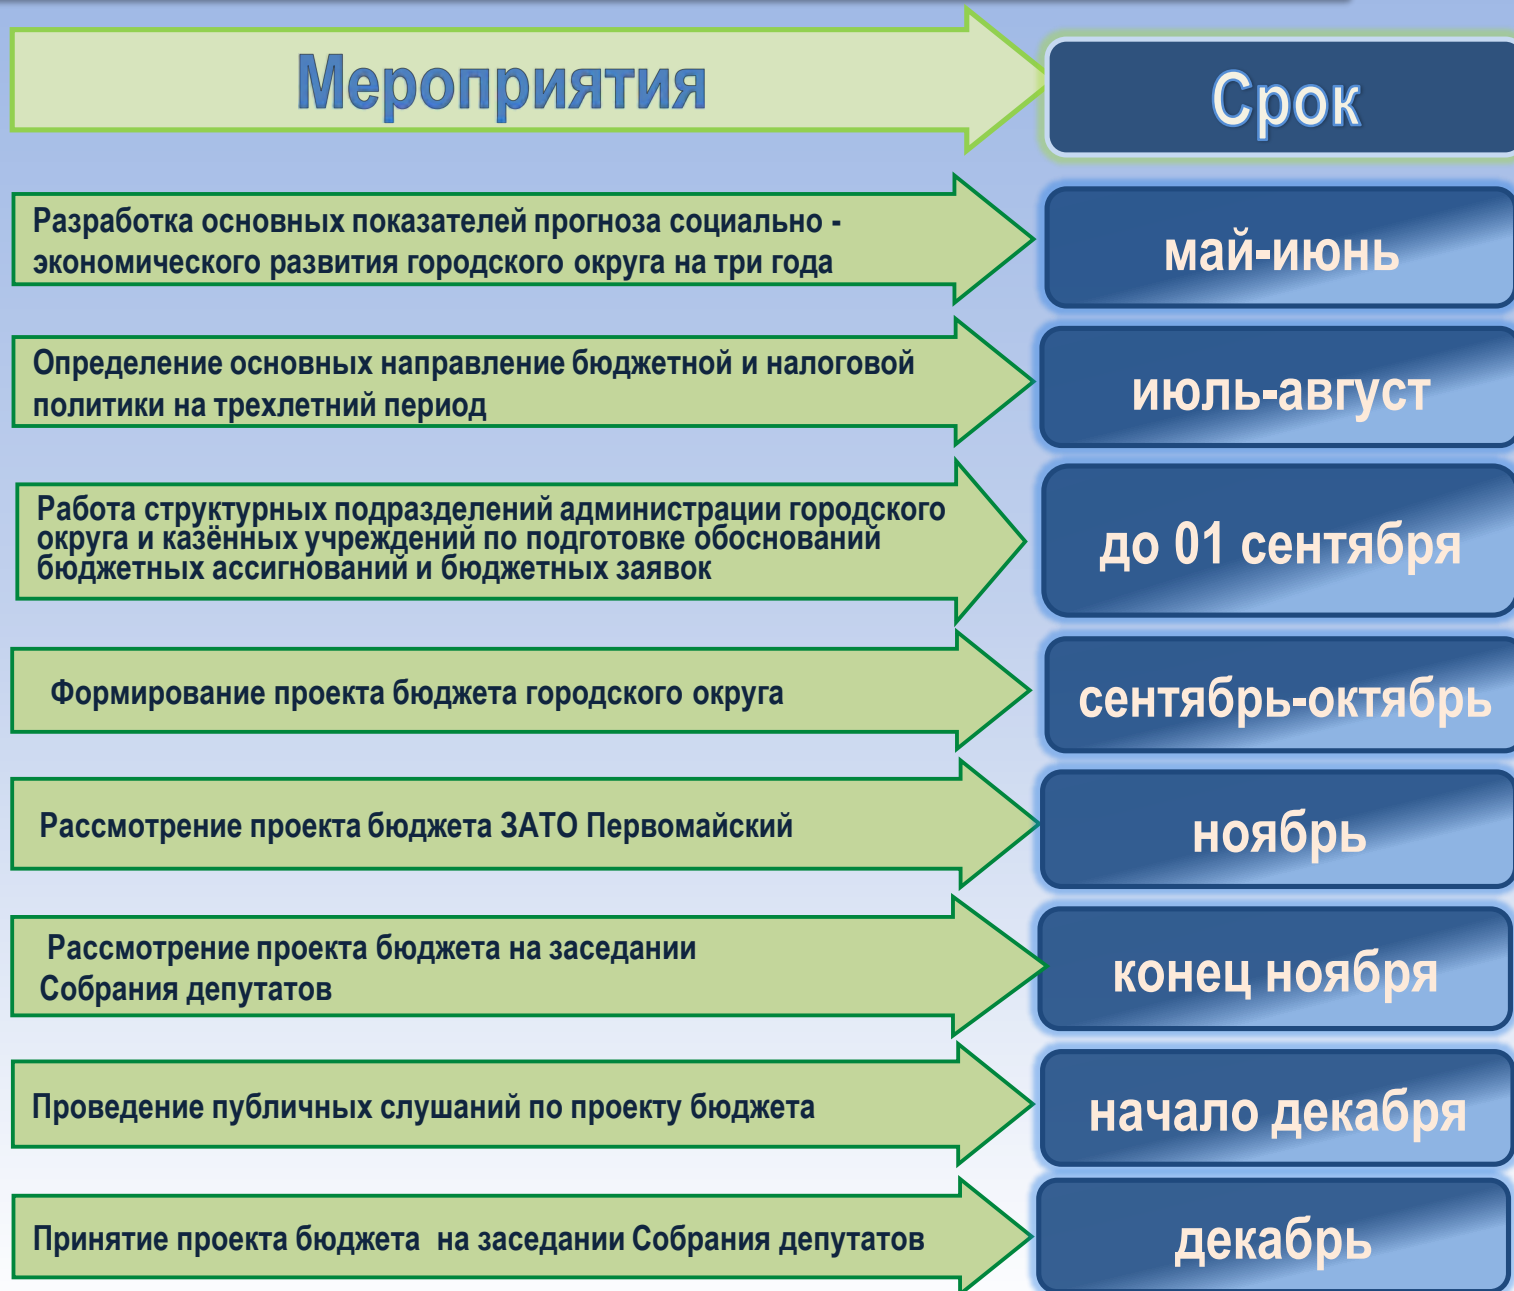 Мероприятия
Срок
Разработка основных показателей прогноза социально -
экономического развития городского округа на три года
май-июнь
Определение основных направление бюджетной и налоговой
политики на трехлетний период
июль-август
Работа структурных подразделений администрации городского
округа и казённых учреждений по подготовке обоснований
бюджетных ассигнований и бюджетных заявок
до 01 сентября
Формирование проекта бюджета городского округа
сентябрь-октябрь
Рассмотрение проекта бюджета ЗАТО Первомайский
ноябрь
Рассмотрение проекта бюджета на заседании
Собрания депутатов
конец ноября
Проведение публичных слушаний по проекту бюджета
начало декабря
Принятие проекта бюджета на заседании Собрания депутатов
декабрь